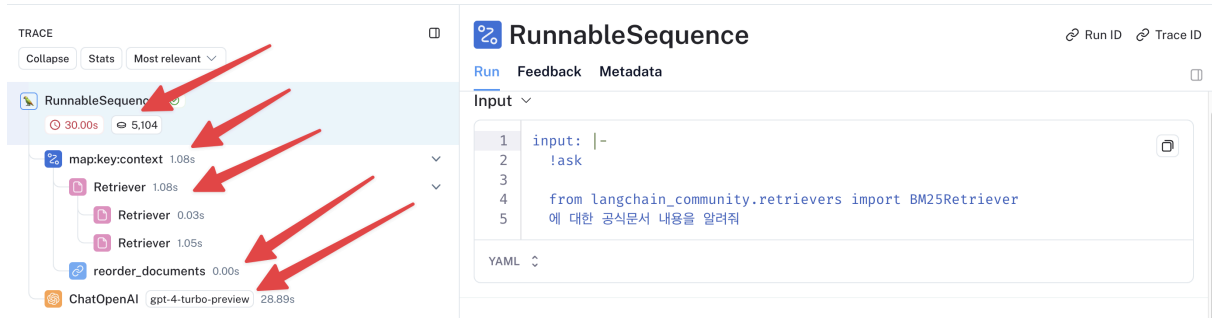 TRACE
Collapse Stats Most relevant
RunnableSequence
30.00s 5,104
map:key:context 1.08s
Retriever 1.08s
Retriever 0.03s
Retriever 1.05s
reorder_documents 0.00s
ChatOpenAI gpt-4-turbo-preview 28.89s
RunnableSequence
Run ID Trace ID
Run Feedback Metadata
Input
1 input: |-
2 !ask
3
4 from langchain_community.retrievers import BM25Retriever
5 에 대한 공식문서 내용을 알려줘
YAML